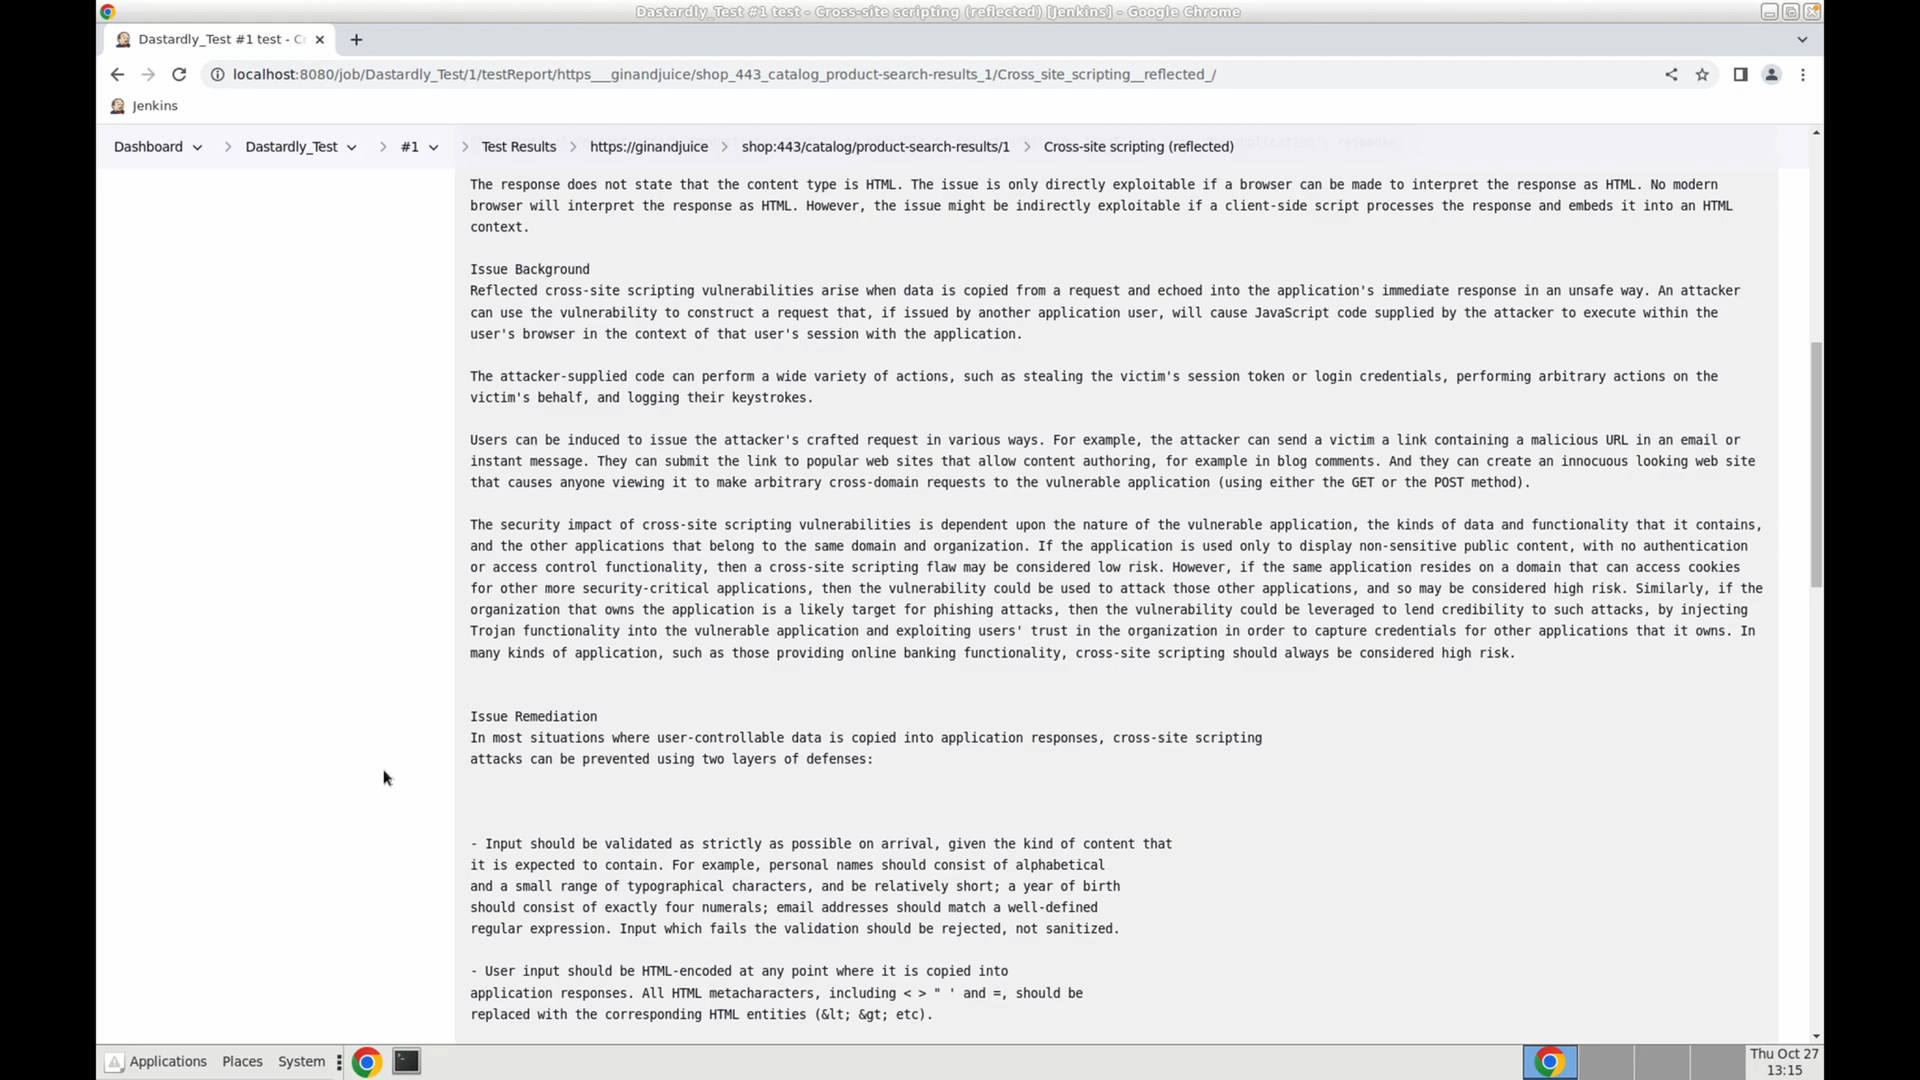 Dastardly_Test #1 test - Cross-site scripting (reflected) [Jenkins] - Google Chrome
Dastardly_Test #1 test - C
localhost:8080/job/Dastardly_Test/1/testReport/https___ginandjuice/shop_443_catalog_product-search-results_1/Cross_site_scripting__reflected_/
Jenkins
Dashboard Dastardly_Test #1 Test Results https://ginandjuice shop:443/catalog/product-search-results/1 Cross-site scripting (reflected)
The response does not state that the content type is HTML. The issue is only directly exploitable if a browser can be made to interpret the response as HTML. No modern
browser will interpret the response as HTML. However, the issue might be indirectly exploitable if a client-side script processes the response and embeds it into an HTML
context.
Issue Background
Reflected cross-site scripting vulnerabilities arise when data is copied from a request and echoed into the application's immediate response in an unsafe way. An attacker
can use the vulnerability to construct a request that, if issued by another application user, will cause JavaScript code supplied by the attacker to execute within the
user's browser in the context of that user's session with the application.
The attacker-supplied code can perform a wide variety of actions, such as stealing the victim's session token or login credentials, performing arbitrary actions on the
victim's behalf, and logging their keystrokes.
Users can be induced to issue the attacker's crafted request in various ways. For example, the attacker can send a victim a link containing a malicious URL in an email or
instant message. They can submit the link to popular web sites that allow content authoring, for example in blog comments. And they can create an innocuous looking web site
that causes anyone viewing it to make arbitrary cross-domain requests to the vulnerable application (using either the GET or the POST method).
The security impact of cross-site scripting vulnerabilities is dependent upon the nature of the vulnerable application, the kinds of data and functionality that it contains,
and the other applications that belong to the same domain and organization. If the application is used only to display non-sensitive public content, with no authentication
or access control functionality, then a cross-site scripting flaw may be considered low risk. However, if the same application resides on a domain that can access cookies
for other more security-critical applications, then the vulnerability could be used to attack those other applications, and so may be considered high risk. Similarly, if the
organization that owns the application is a likely target for phishing attacks, then the vulnerability could be leveraged to lend credibility to such attacks, by injecting
Trojan functionality into the vulnerable application and exploiting users' trust in the organization in order to capture credentials for other applications that it owns. In
many kinds of application, such as those providing online banking functionality, cross-site scripting should always be considered high risk.
Issue Remediation
In most situations where user-controllable data is copied into application responses, cross-site scripting
attacks can be prevented using two layers of defenses:
- Input should be validated as strictly as possible on arrival, given the kind of content that
it is expected to contain. For example, personal names should consist of alphabetical
and a small range of typographical characters, and be relatively short; a year of birth
should consist of exactly four numerals; email addresses should match a well-defined
regular expression. Input which fails the validation should be rejected, not sanitized.
- User input should be HTML-encoded at any point where it is copied into
application responses. All HTML metacharacters, including < > " ' and =, should be
replaced with the corresponding HTML entities (&lt; &gt; etc).
Applications Places System
Thu Oct 27
13:15